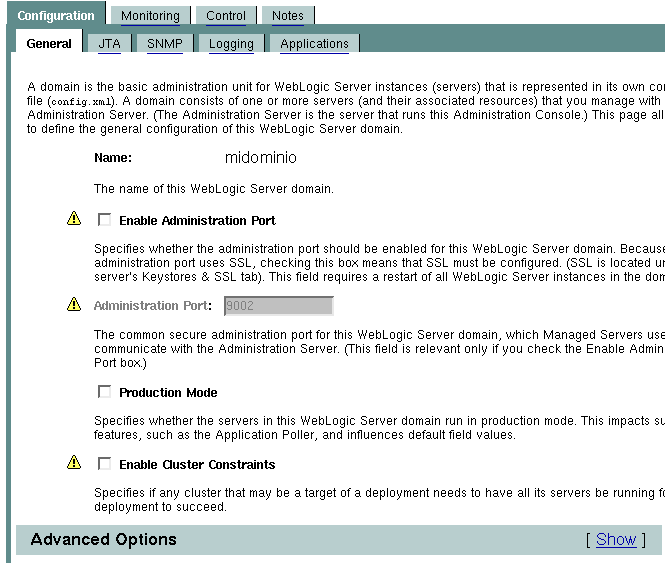 Configuration Monitoring Control Notes
General JTA SNMP Logging Applications
A domain is the basic administration unit for WebLogic Server instances (servers) that is represented in its own
file (config.xml). A domain consists of one or more servers (and their associated resources) that you manage with
Administration Server. (The Administration Server is the server that runs this Administration Console.) This page
to define the general configuration of this WebLogic Server domain.
Name: midominio
The name of this WebLogic Server domain.
Enable Administration Port
Specifies whether the administration port should be enabled for this WebLogic Server domain. Because
administration port uses SSL, checking this box means that SSL must be configured. (SSL is located
server's Keystores & SSL tab). This field requires a restart of all WebLogic Server instances in the
Administration Port: 9002
The common secure administration port for this WebLogic Server domain, which Managed Servers use
communicate with the Administration Server. (This field is relevant only if you check the Enable
Port box.)
Production Mode
Specifies whether the servers in this WebLogic Server domain run in production mode. This impacts
features, such as the Application Poller, and influences default field values.
Enable Cluster Constraints
Specifies if any cluster that may be a target of a deployment needs to have all its servers be running
deployment to succeed.
Advanced Options [ Show ]